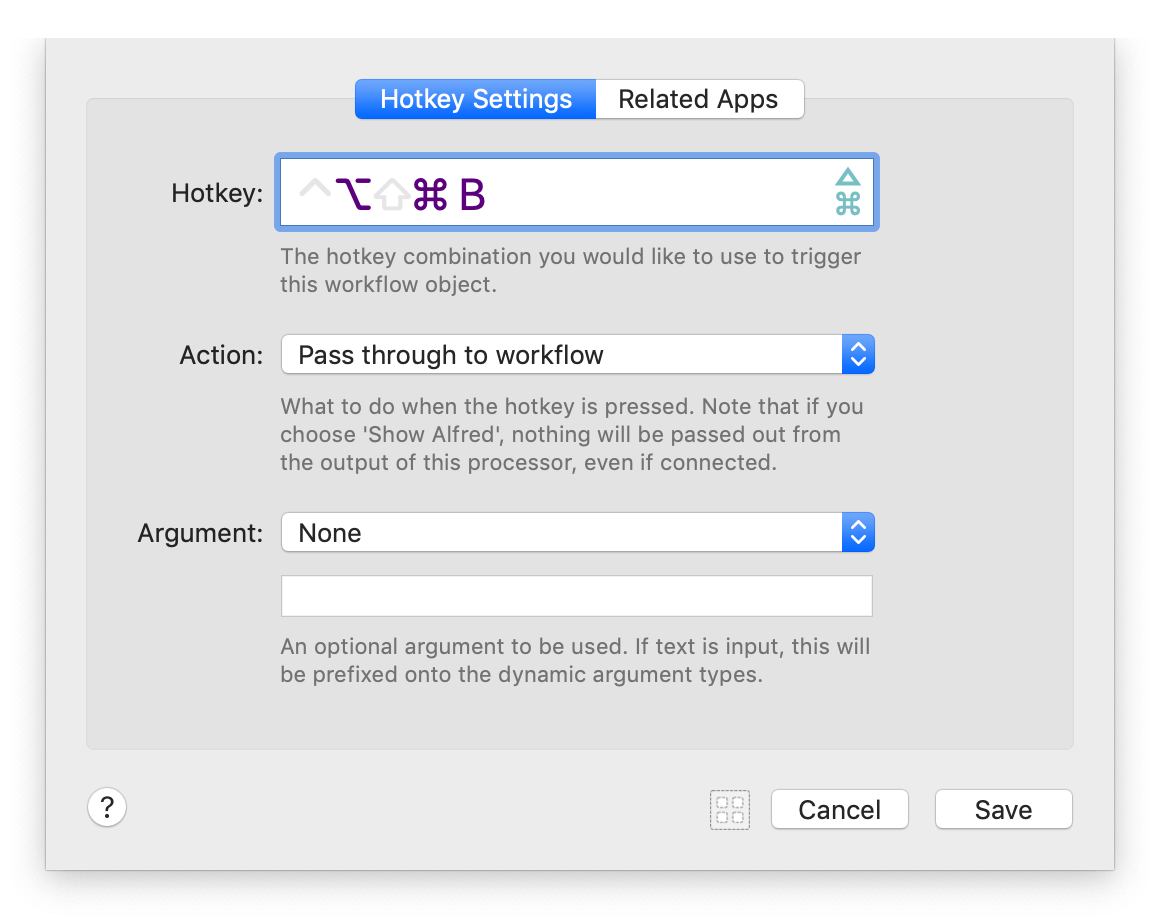 Hotkey Settings Related Apps
Hotkey: ⌃⌥⇧⌘ B
The hotkey combination you would like to use to trigger
this workflow object.
Action: Pass through to workflow
What to do when the hotkey is pressed. Note that if you
choose 'Show Alfred', nothing will be passed out from
the output of this processor, even if connected.
Argument: None
An optional argument to be used. If text is input, this will
be prefixed onto the dynamic argument types.
? Cancel Save